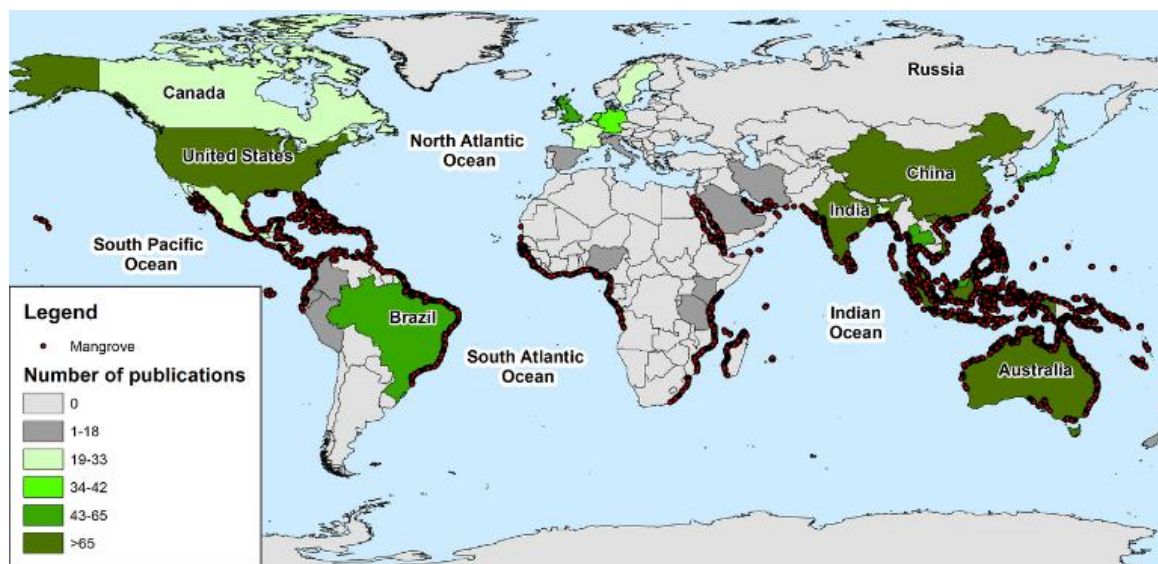 Russia
Canada
North Atlantic
Ocean
United States
China
India
South Pacific
Ocean
Legend
Mangrove
Number of publications
0
1-18
19-33
34-42
43-65
>65
Brazil
South Atlantic
Ocean
Indian
Ocean
Australia